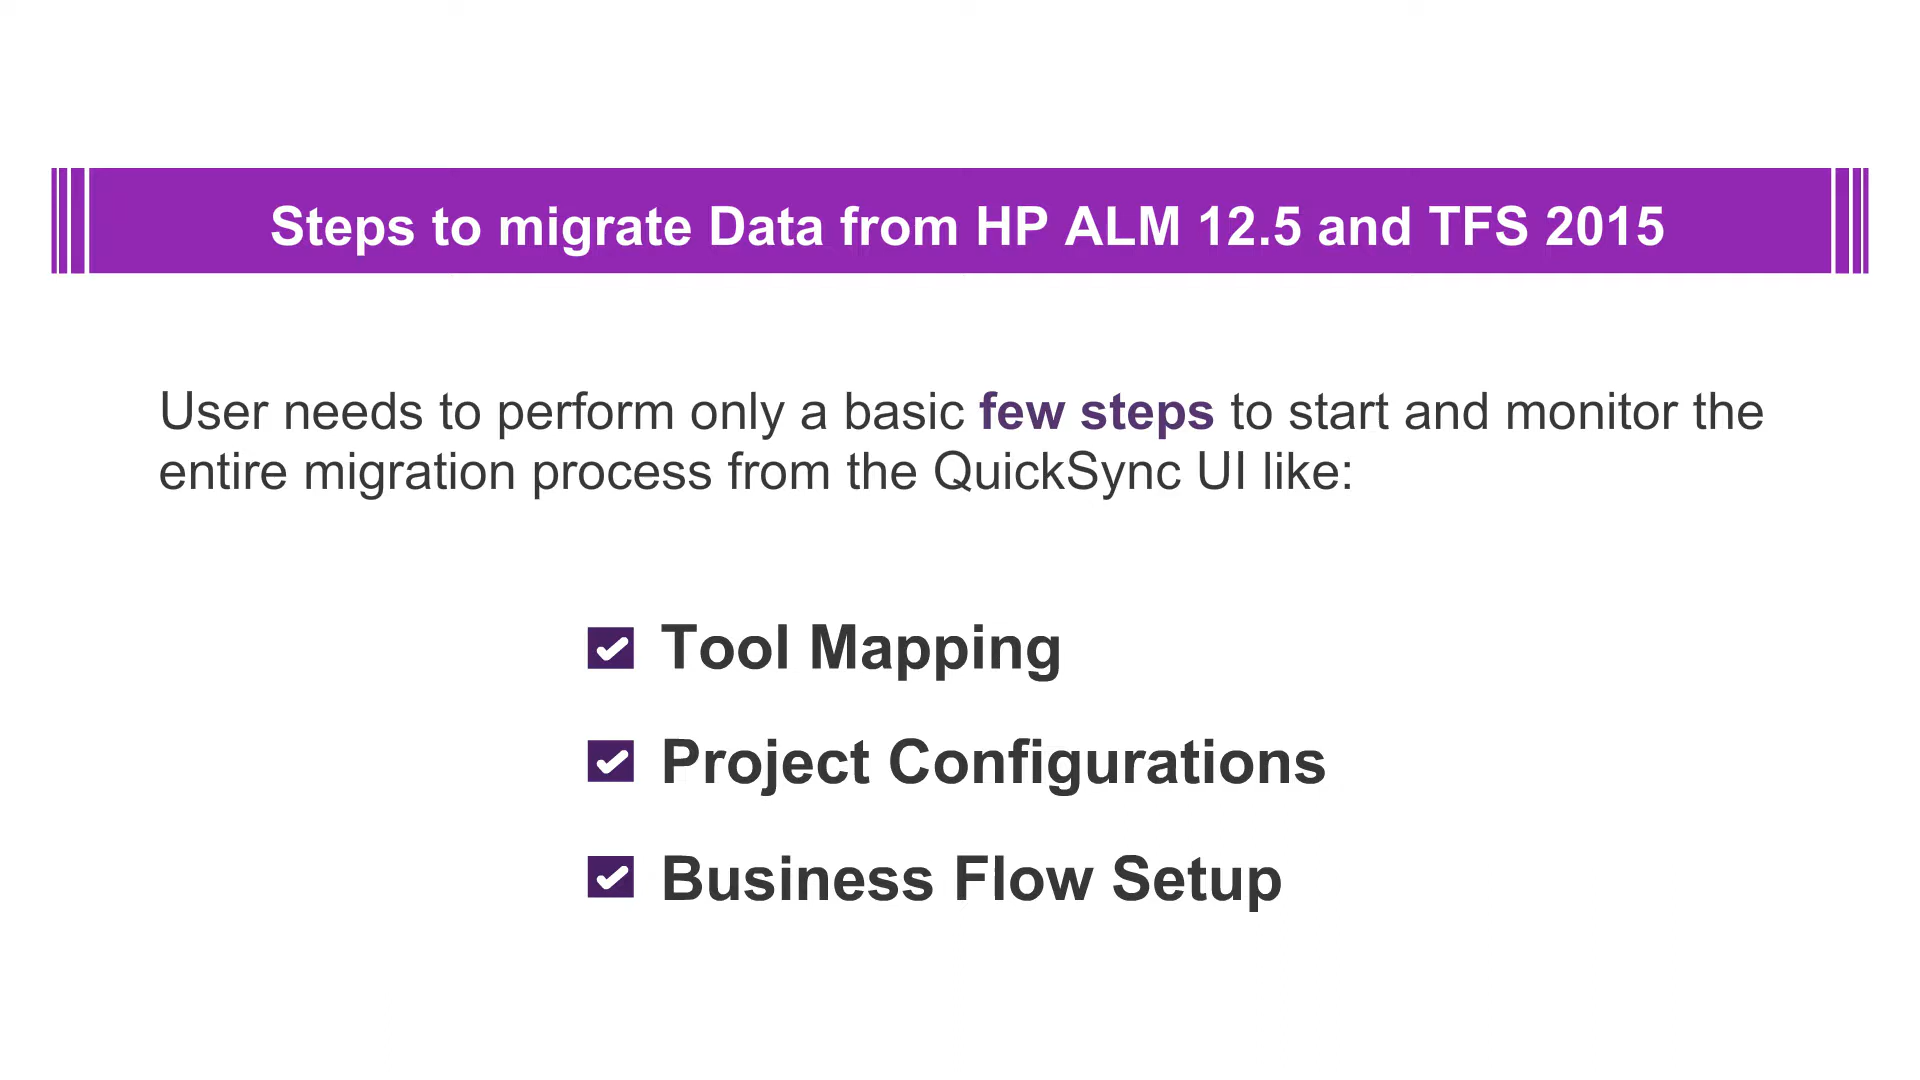 Steps to migrate Data from HP ALM 12.5 and TFS 2015
User needs to perform only a basic few steps to start and monitor the
entire migration process from the QuickSync UI like:
Tool Mapping
Project Configurations
Business Flow Setup